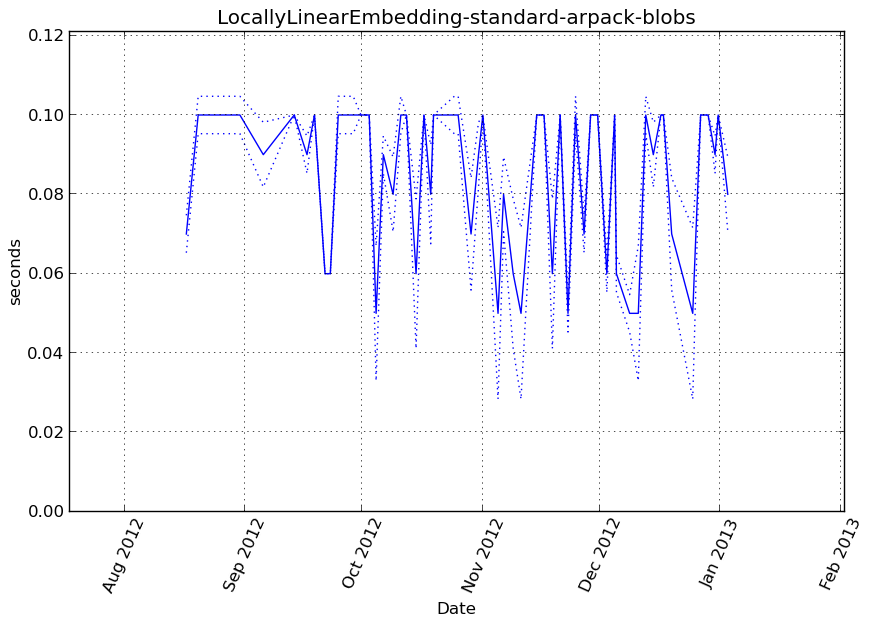 LocallyLinearEmbedding-standard-arpack-blobs
0.12
0.10
0.08
0.06
0.04
0.02
0.00
seconds
Aug 2012
Sep 2012
Oct 2012
Nov 2012
Dec 2012
Jan 2013
Feb 2013
Date